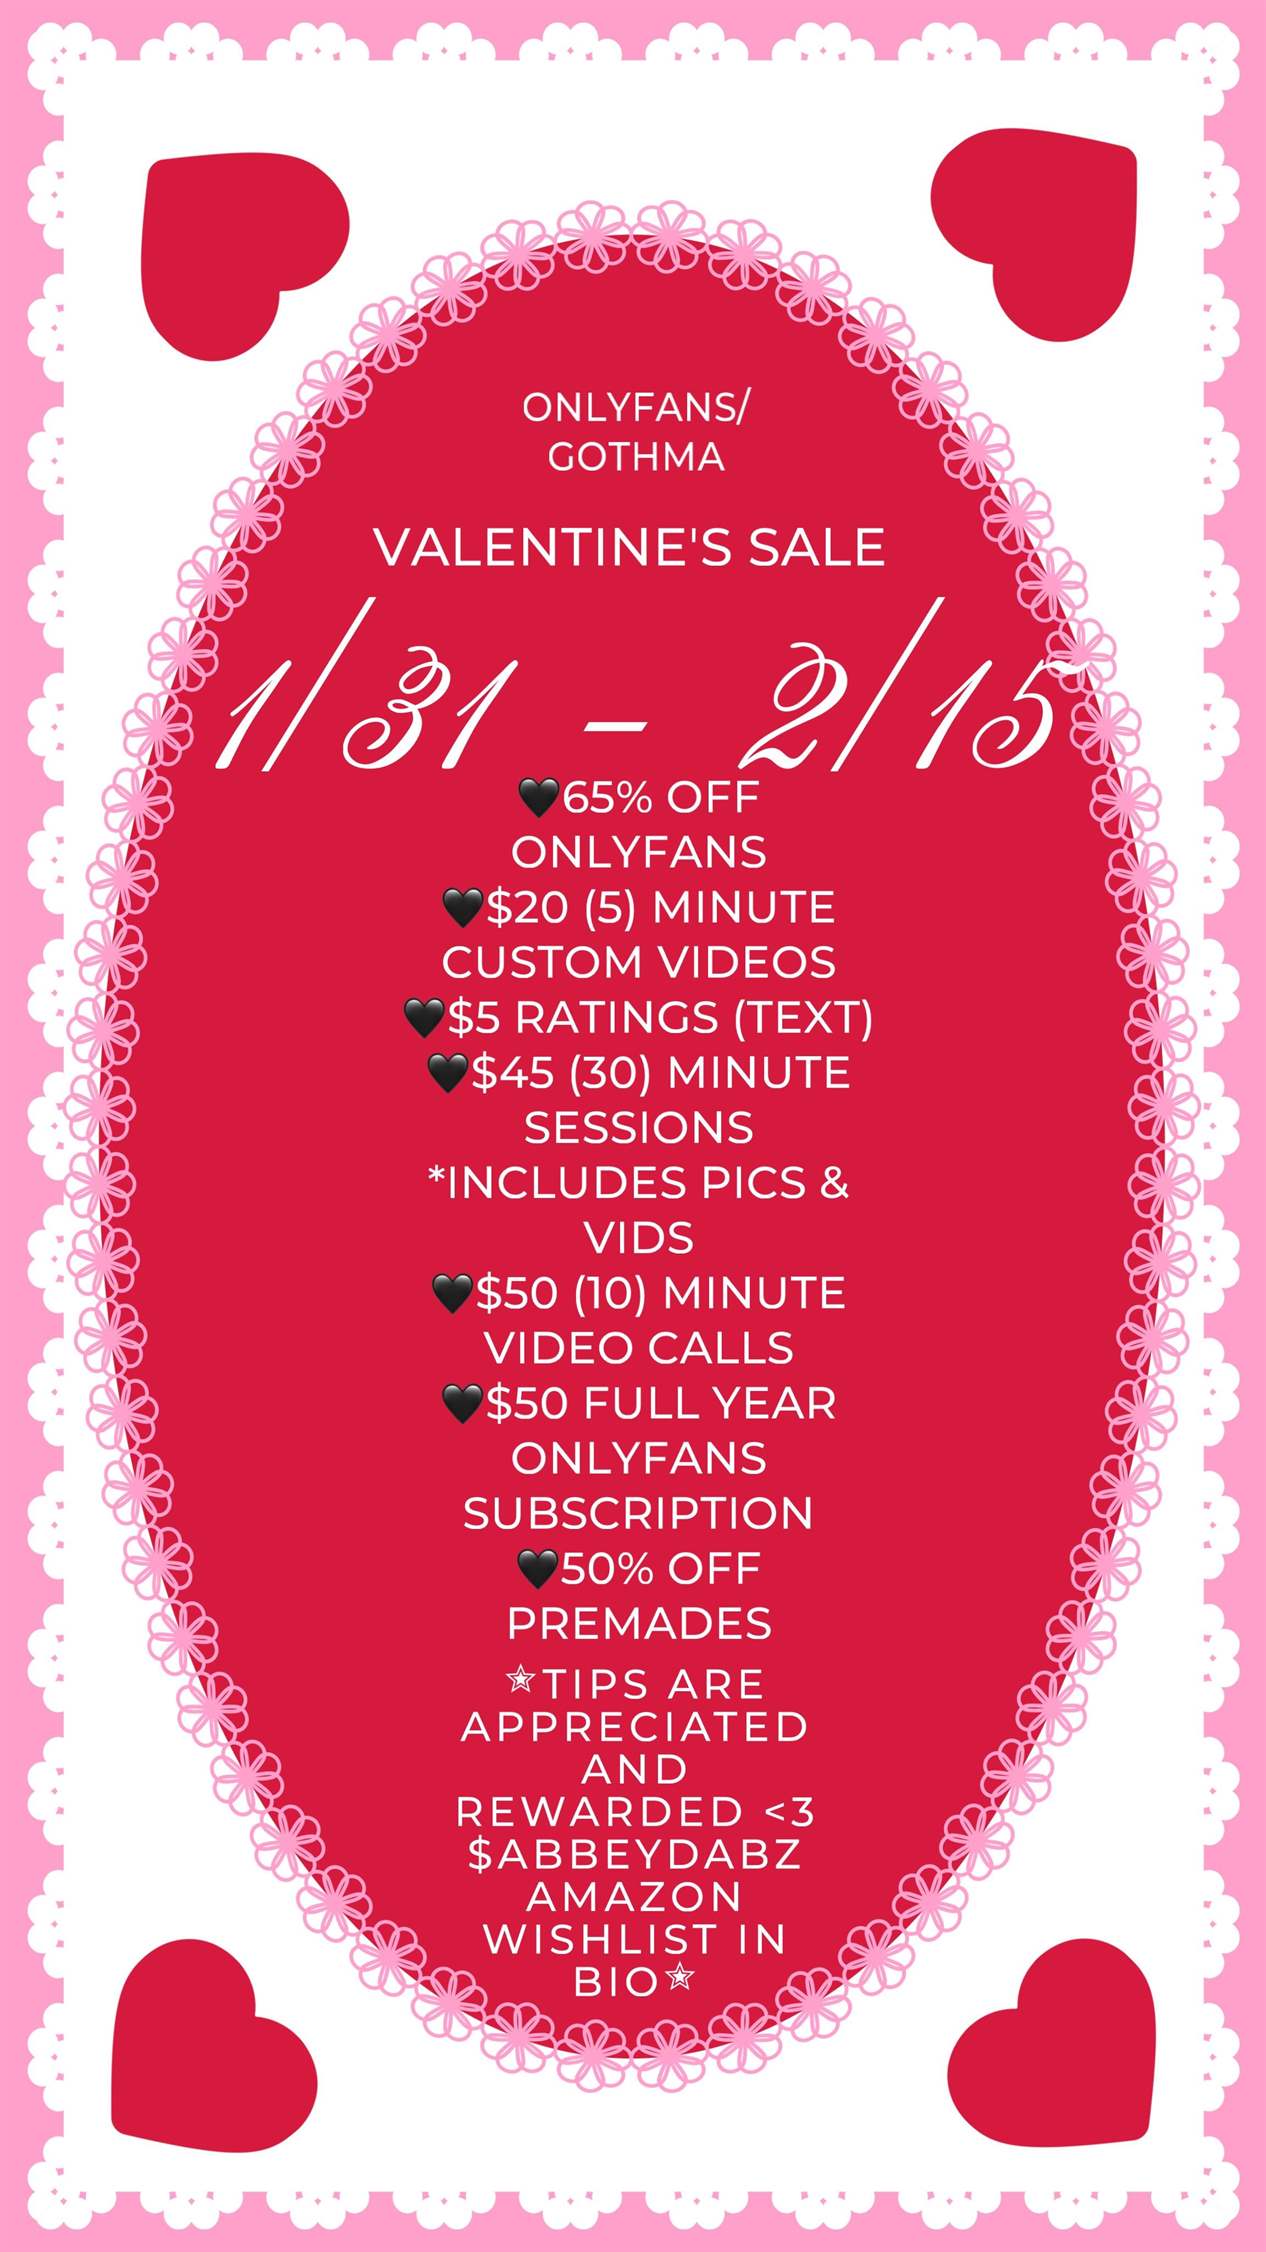 ONLYFANS/
GOTHMA
VALENTINE'S SALE
1/31 - 2/15
🖤65% OFF
ONLYFANS
🖤$20 (5) MINUTE
CUSTOM VIDEOS
🖤$5 RATINGS (TEXT)
🖤$45 (30) MINUTE
SESSIONS
*INCLUDES PICS &
VIDS
🖤$50 (10) MINUTE
VIDEO CALLS
🖤$50 FULL YEAR
ONLYFANS
SUBSCRIPTION
🖤50% OFF
PREMADES
✯TIPS ARE
APPRECIATED
AND
REWARDED <3
$ABBEYDABZ
AMAZON
WISHLIST IN
BIO✯